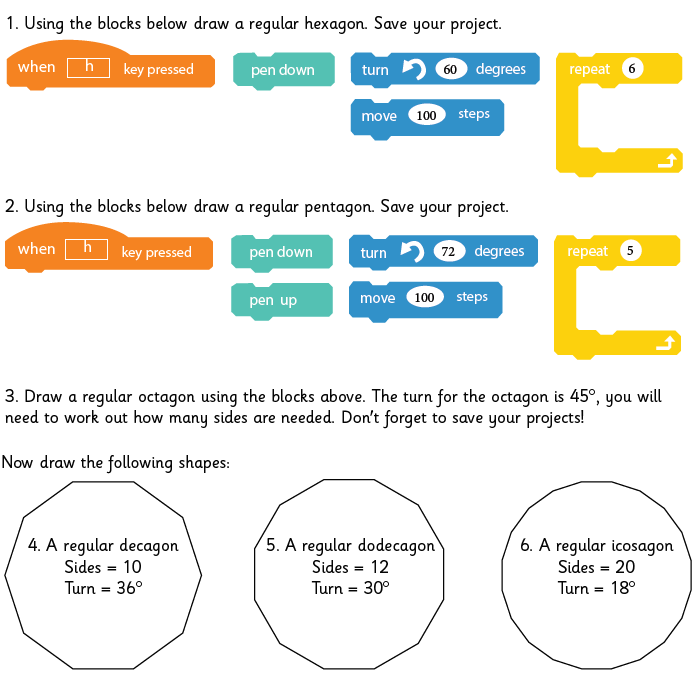 1. Using the blocks below draw a regular hexagon. Save your project.
when h key pressed
pen down
turn 60 degrees
repeat 6
move 100 steps
2. Using the blocks below draw a regular pentagon. Save your project.
when h key pressed
pen down
turn 72 degrees
repeat 5
pen up
move 100 steps
3. Draw a regular octagon using the blocks above. The turn for the octagon is 45°, you will
need to work out how many sides are needed. Don't forget to save your projects!
Now draw the following shapes:
4. A regular decagon
Sides = 10
Turn = 36°
5. A regular dodecagon
Sides = 12
Turn = 30°
6. A regular icosagon
Sides = 20
Turn = 18°